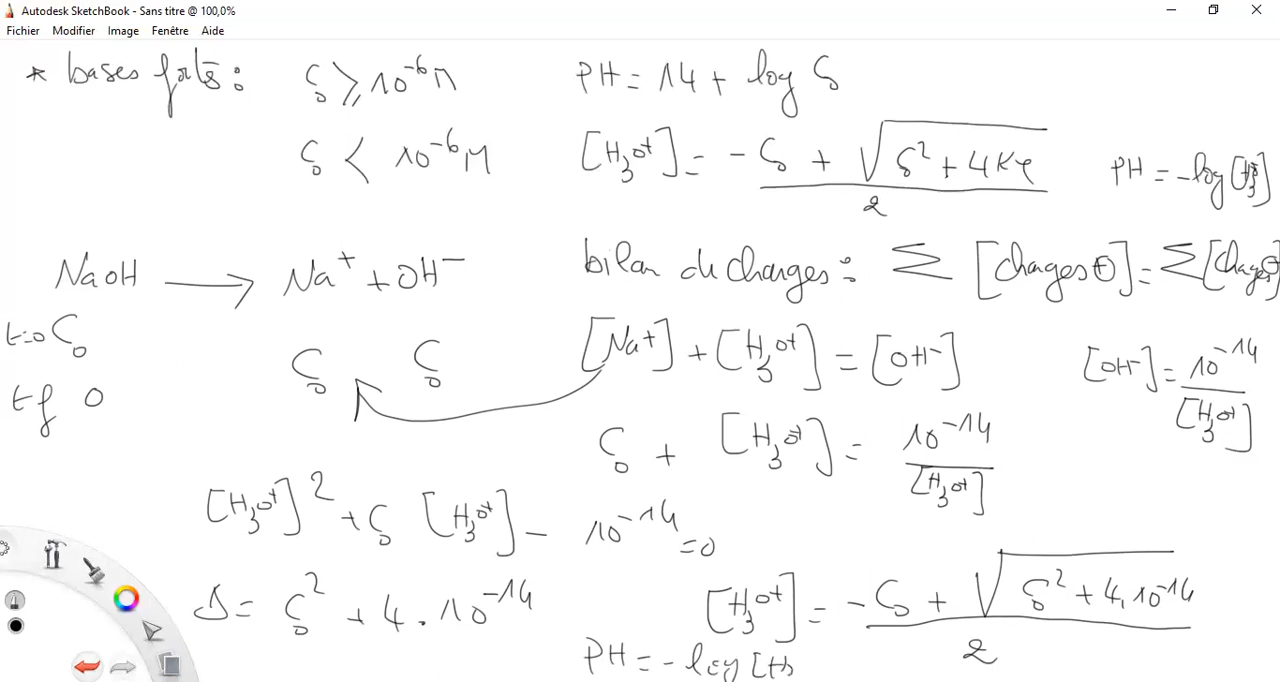 Autodesk SketchBook - Sans titre @ 100,0%
Fichier Modifier Image Fenêtre Aide
* bases forts : C₀ ⩾ 10⁻⁶ M PH = 14 + log C₀
C₀ < 10⁻⁶ M [H₃O⁺] = (-C₀ + √(C₀² + 4Ke)) / 2 PH = -log [H₃O⁺]
NaOH → Na⁺ + OH⁻ bilan de charges : Σ [charges ⊕] = Σ [charges ⊖]
t=0 C₀
C₀ C₀ [Na⁺] + [H₃O⁺] = [OH⁻] [OH⁻] = 10⁻¹⁴ / [H₃O⁺]
tf 0
C₀ + [H₃O⁺] = 10⁻¹⁴ / [H₃O⁺]
[H₃O⁺]² + C₀ [H₃O⁺] - 10⁻¹⁴ = 0
Δ = C₀² + 4 . 10⁻¹⁴ [H₃O⁺] = (-C₀ + √(C₀² + 4.10⁻¹⁴)) / 2
PH = - log [H₃